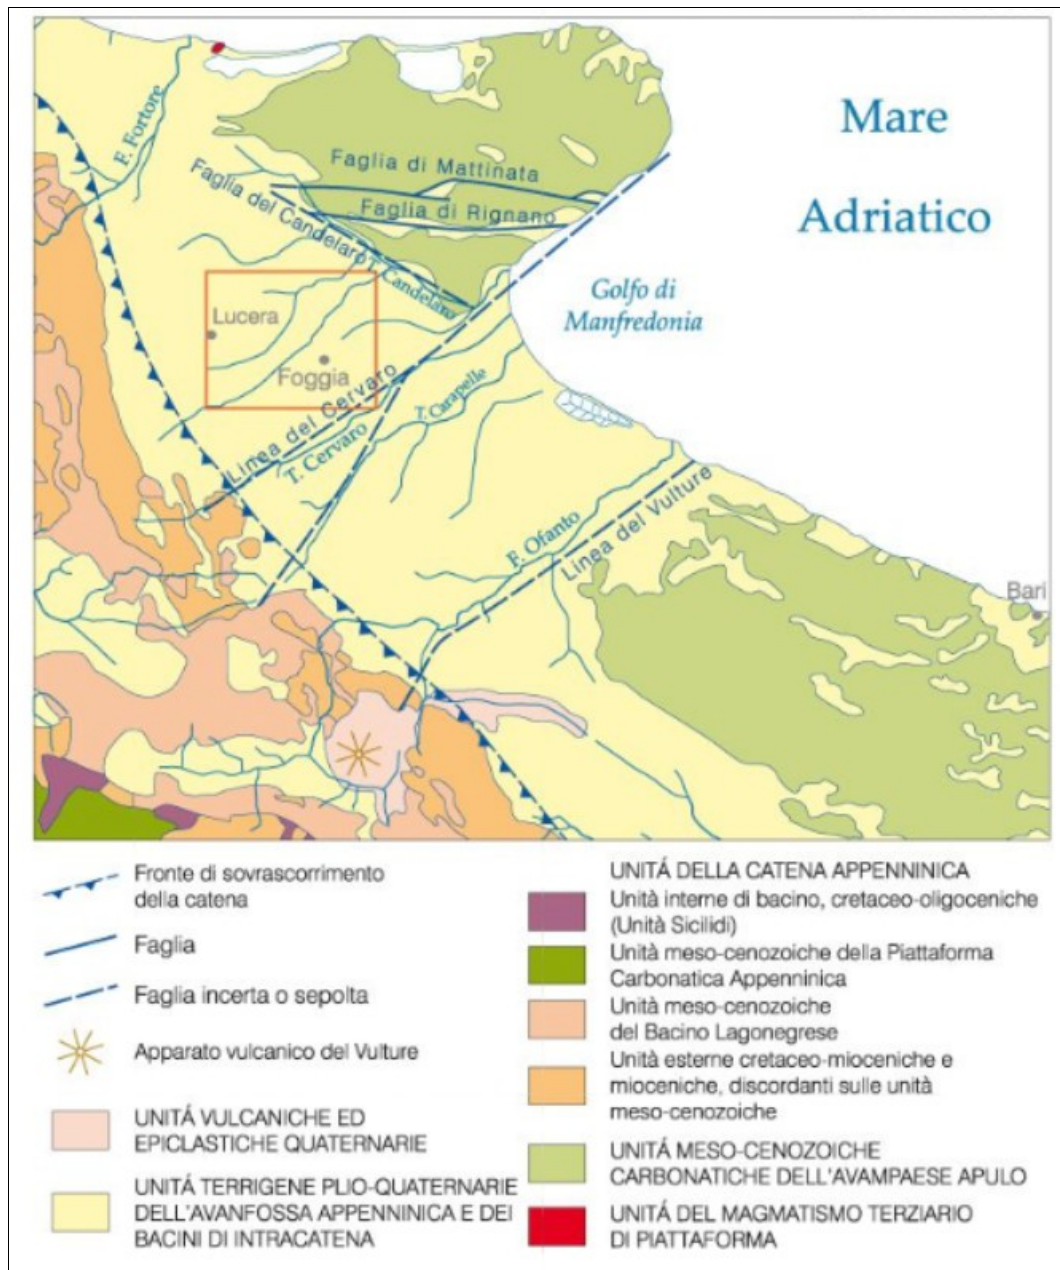 Mare
Adriatico
F. Fortore
Faglia di Mattinata
Faglia del Candelaro
Faglia di Rignano
T. Candelaro
Golfo di
Manfredonia
Lucera
Foggia
Linea del Cervaro
T. Cervaro
T. Carapelle
F. Ofanto
Linea del Vulture
Bari
Fronte di sovrascorrimento
della catena
Faglia
Faglia incerta o sepolta
Apparato vulcanico del Vulture
UNITÁ VULCANICHE ED
EPICLASTICHE QUATERNARIE
UNITÁ TERRIGENE PLIO-QUATERNARIE
DELL'AVANFOSSA APPENNINICA E DEI
BACINI DI INTRACATENA
UNITÁ DELLA CATENA APPENNINICA
Unità interne di bacino, cretaceo-oligoceniche
(Unità Sicilidi)
Unità meso-cenozoiche della Piattaforma
Carbonatica Appenninica
Unità meso-cenozoiche
del Bacino Lagonegrese
Unità esterne cretaceo-mioceniche e
mioceniche, discordanti sulle unità
meso-cenozoiche
UNITÁ MESO-CENOZOICHE
CARBONATICHE DELL'AVAMPAESE APULO
UNITÁ DEL MAGMATISMO TERZIARIO
DI PIATTAFORMA